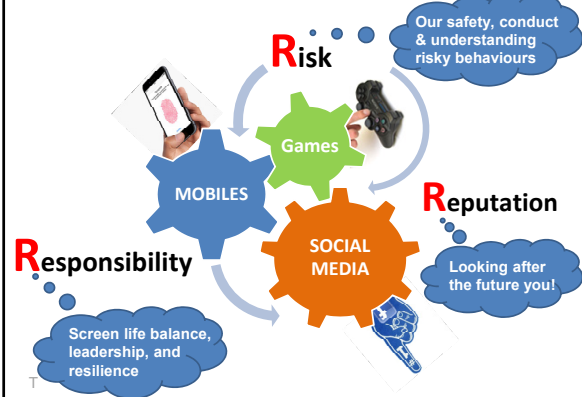 Our safety, conduct
& understanding
risky behaviours
Risk
Games
MOBILES
Reputation
SOCIAL
MEDIA
Responsibility
Looking after
the future you!
Screen life balance,
leadership, and
resilience
T